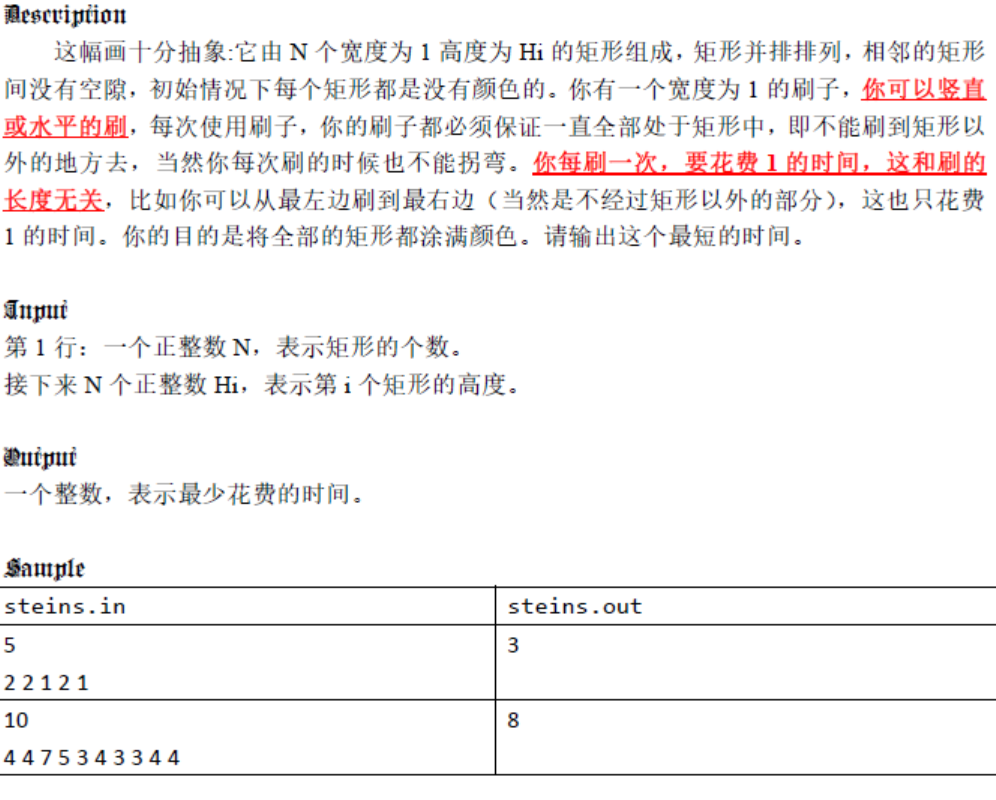 Description
这幅画十分抽象:它由 N 个宽度为 1 高度为 Hi 的矩形组成，矩形并排排列，相邻的矩形
间没有空隙，初始情况下每个矩形都是没有颜色的。你有一个宽度为 1 的刷子，你可以竖直
或水平的刷，每次使用刷子，你的刷子都必须保证一直全部处于矩形中，即不能刷到矩形以
外的地方去，当然你每次刷的时候也不能拐弯。你每刷一次，要花费 1 的时间，这和刷的
长度无关，比如你可以从最左边刷到最右边（当然是不经过矩形以外的部分），这也只花费
1 的时间。你的目的是将全部的矩形都涂满颜色。请输出这个最短的时间。
Input
第 1 行：一个正整数 N，表示矩形的个数。
接下来 N 个正整数 Hi，表示第 i 个矩形的高度。
Output
一个整数，表示最少花费的时间。
Sample
steins.in steins.out
5 3
2 2 1 2 1
10 8
4 4 7 5 3 4 3 3 4 4